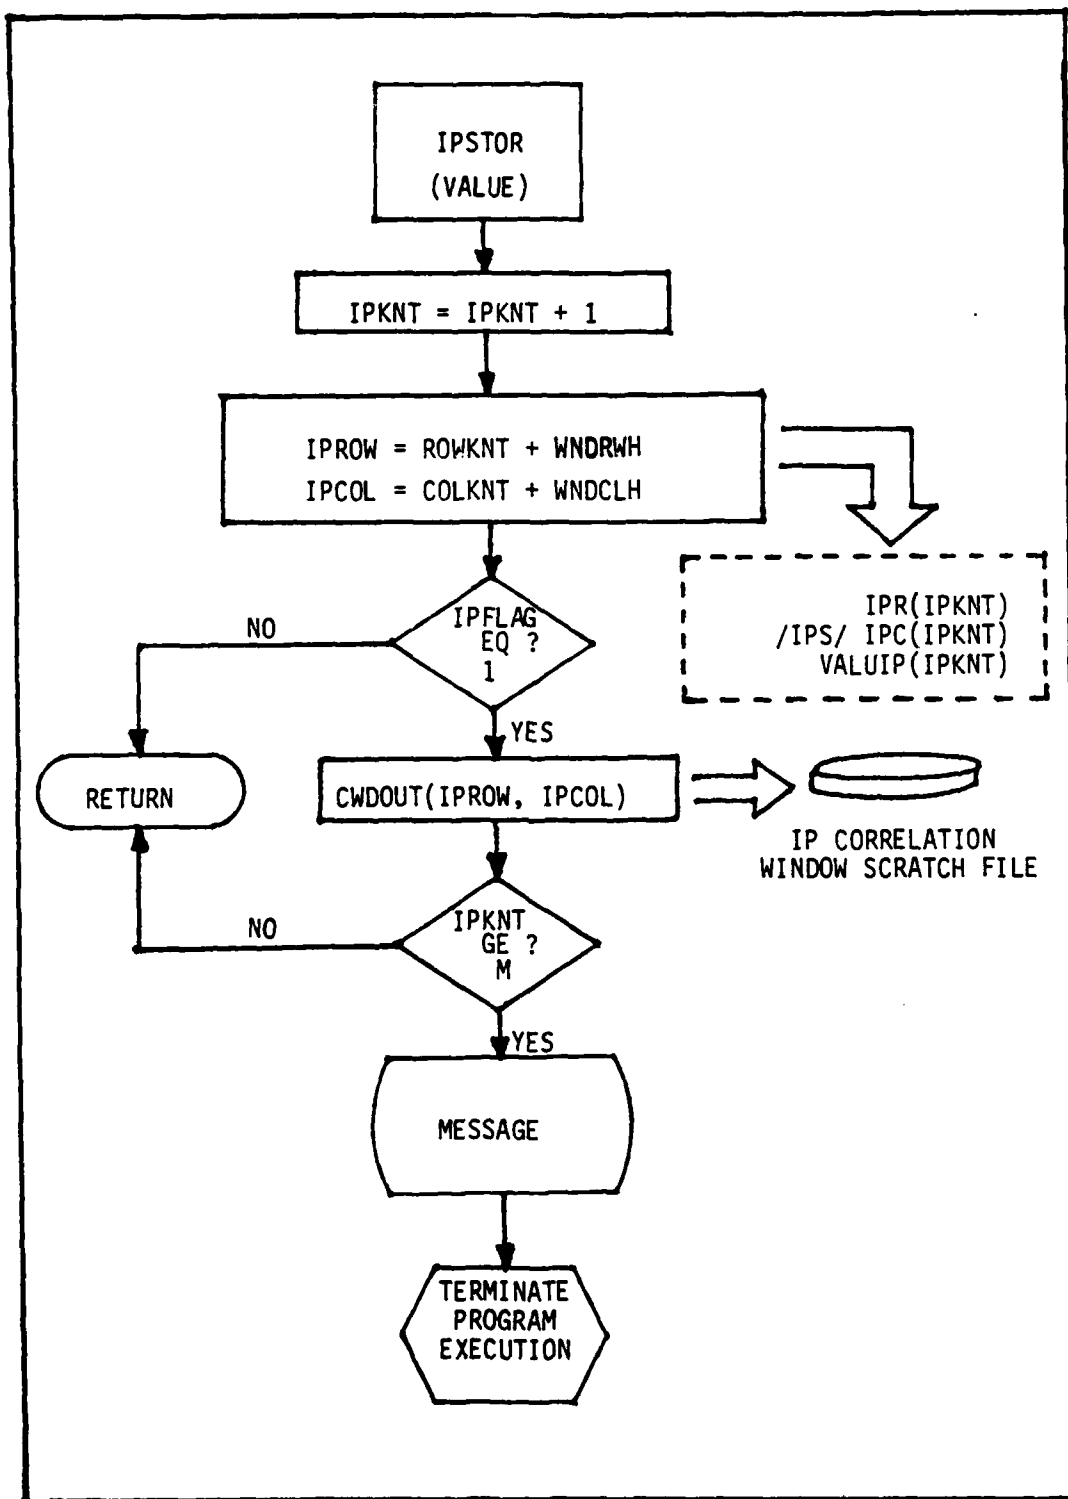 IPSTOR
(VALUE)
IPKNT = IPKNT + 1
IPROW = ROWKNT + WNDRWH
IPCOL = COLKNT + WNDCLH
IPR(IPKNT)
/IPS/ IPC(IPKNT)
VALUIP(IPKNT)
IPFLAG
EQ ?
1
NO
YES
RETURN
CWDOUT(IPROW, IPCOL)
IP CORRELATION
WINDOW SCRATCH FILE
IPKNT
GE ?
M
NO
YES
MESSAGE
TERMINATE
PROGRAM
EXECUTION